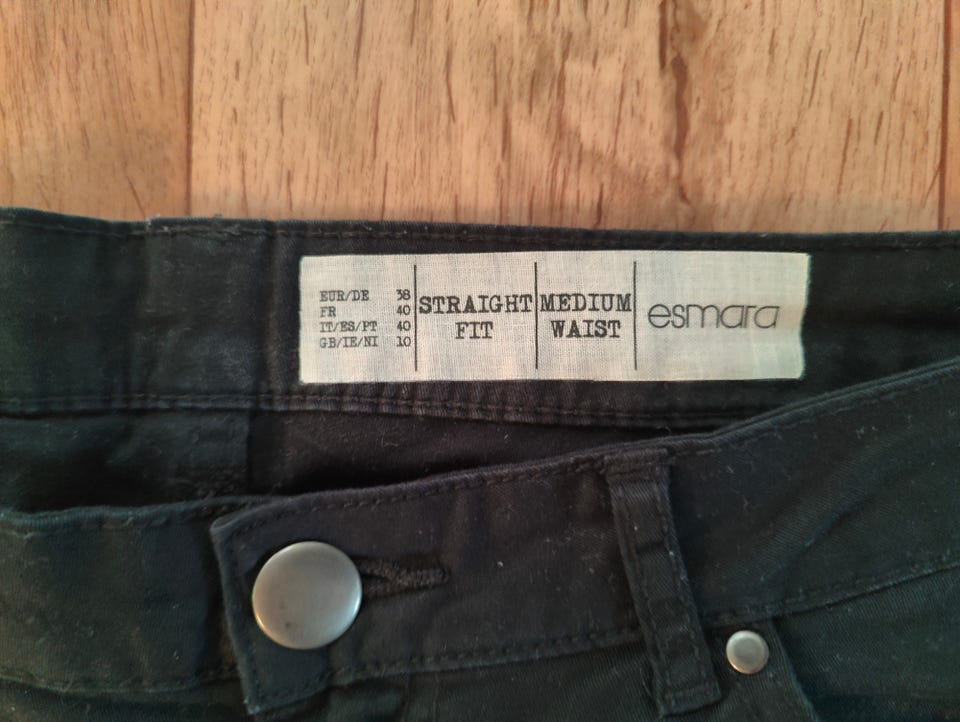 EUR/DE 38
FR 40
IT/ES/PT 40
GB/IE/NI 10
STRAIGHT
FIT
MEDIUM
WAIST
esmara